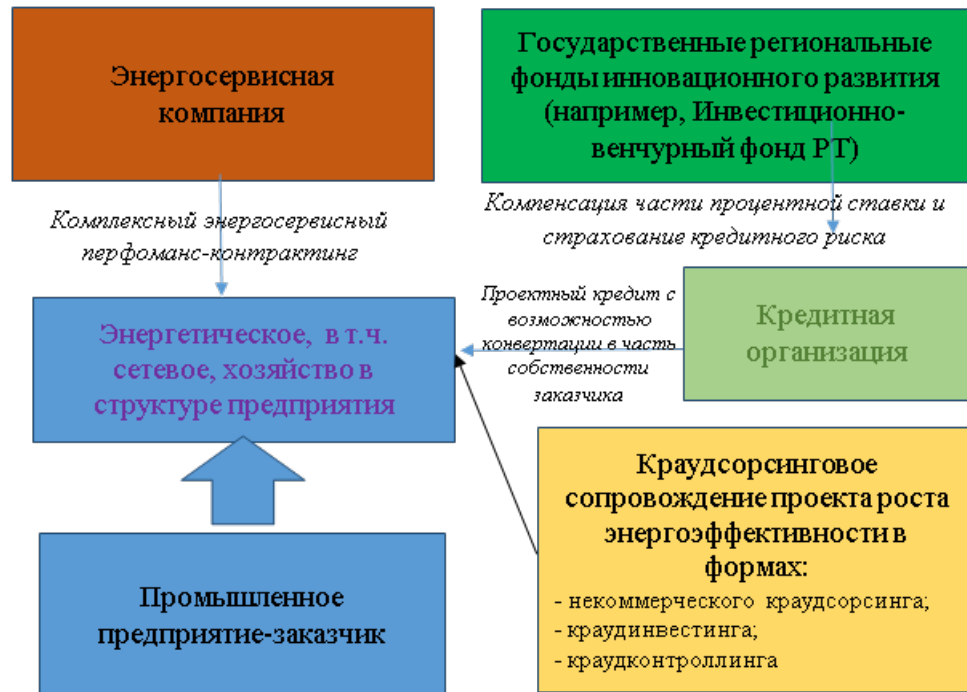 Энергосервисная
компания
Государственные региональные
фонды инновационного развития
(например, Инвестиционно-
венчурный фонд РТ)
Комплексный энергосервисный
перфоманс-контрактинг
Компенсация части процентной ставки и
страхование кредитного риска
Энергетическое, в т.ч.
сетевое, хозяйство в
структуре предприятия
Проектный кредит с
возможностью
конвертации в часть
собственности
заказчика
Кредитная
организация
Промышленное
предприятие-заказчик
Краудсорсинговое
сопровождение проекта роста
энергоэффективности в
формах:
- некоммерческого краудсорсинга;
- краудинвестинга;
- краудконтроллинга